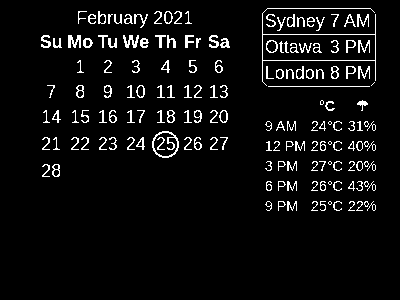 February 2021
Su Mo Tu We Th Fr Sa
1 2 3 4 5 6
7 8 9 10 11 12 13
14 15 16 17 18 19 20
21 22 23 24 25 26 27
28
Sydney 7 AM
Ottawa 3 PM
London 8 PM
°C ☂
9 AM 24°C 31%
12 PM 26°C 40%
3 PM 27°C 20%
6 PM 26°C 43%
9 PM 25°C 22%